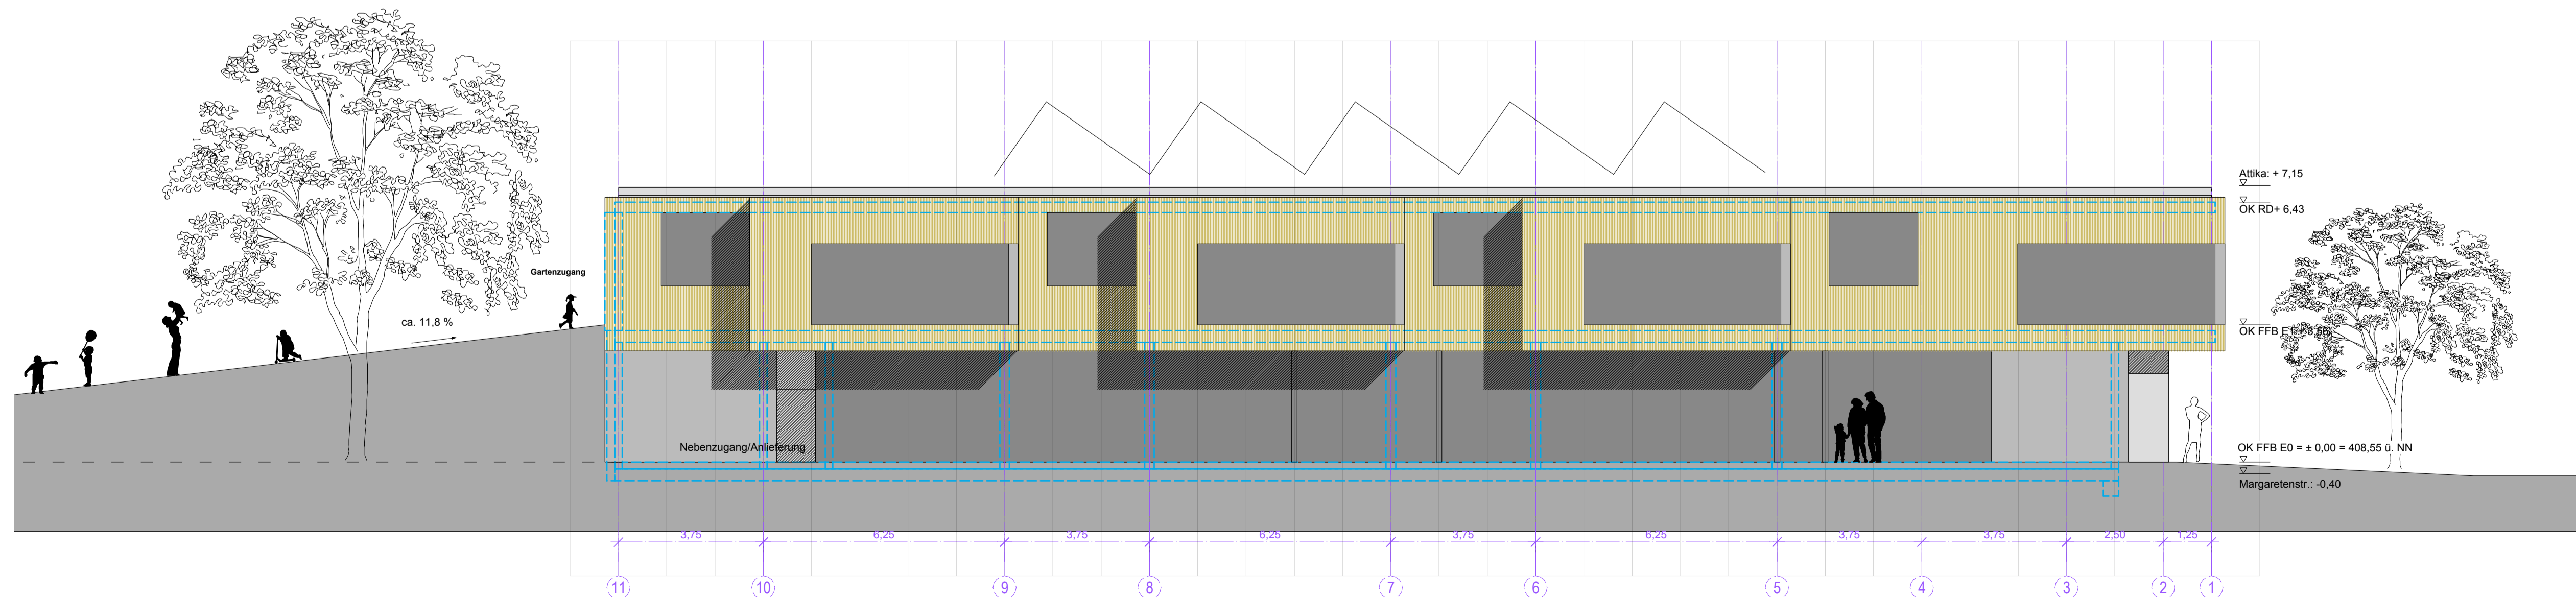 Attika: + 7,15
OK RD+ 6,43
Gartenzugang
ca. 11,8 %
OK FFB E1
Nebenzugang/Anlieferung
OK FFB E0 = ± 0,00 = 408,55 ü. NN
Margaretenstr.: -0,40
3,75 6,25 3,75 6,25 3,75 6,25 3,75 3,75 2,50 1,25
11 10 9 8 7 6 5 4 3 2 1